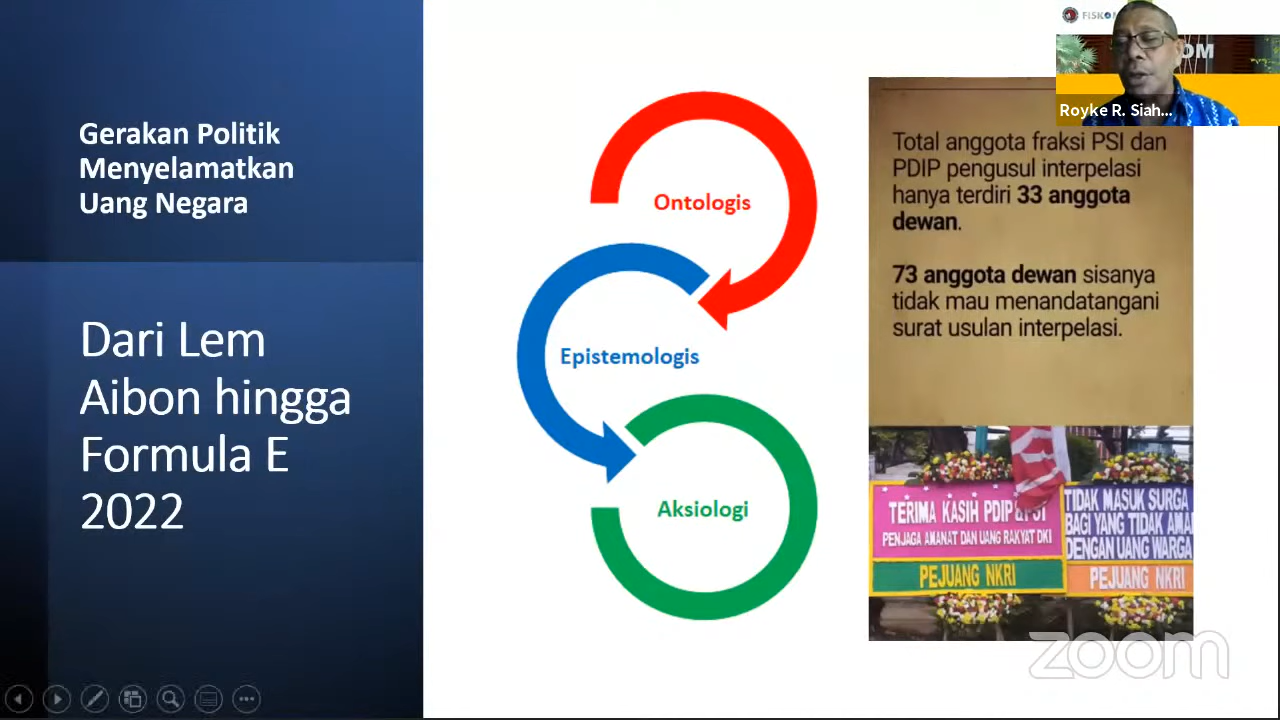 Gerakan Politik
Menyelamatkan
Uang Negara
Dari Lem
Aibon hingga
Formula E
2022
Ontologis
Epistemologis
Aksiologi
Total anggota fraksi PSI dan
PDIP pengusul interpelasi
hanya terdiri 33 anggota
dewan.
73 anggota dewan sisanya
tidak mau menandatangani
surat usulan interpelasi.
TERIMA KASIH PDIP & PSI
PENJAGA AMANAT DAN UANG RAKYAT DKI
PEJUANG NKRI
TIDAK MASUK SURGA
BAGI YANG TIDAK AMA
DENGAN UANG WARGA
PEJUANG NKRI
OM
Royke R. Siah...
zoom